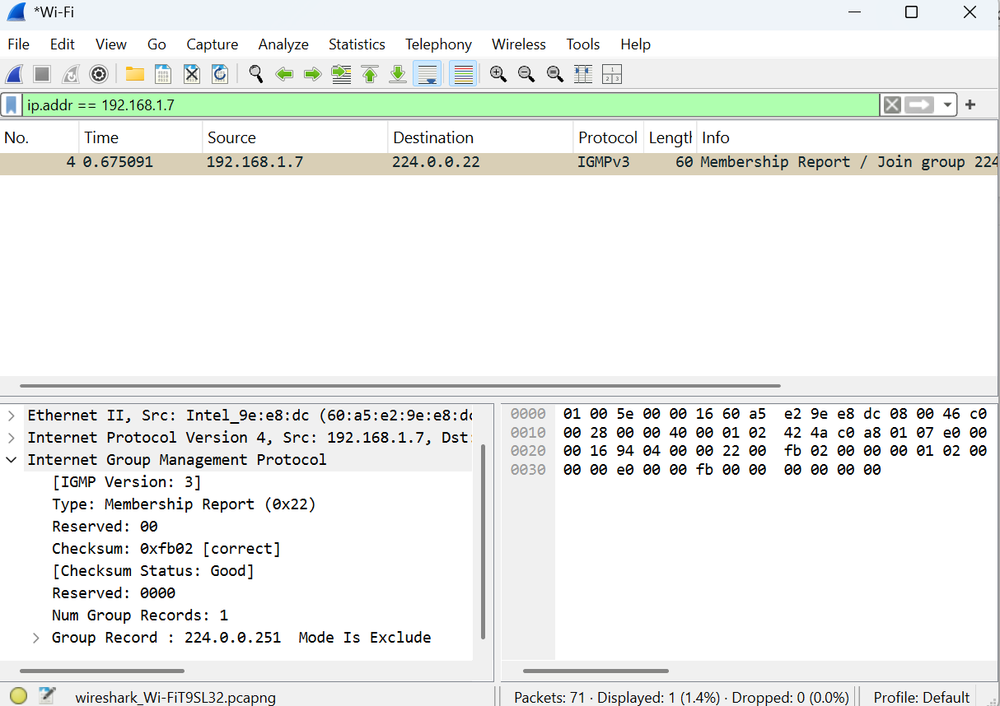 *Wi-Fi
File Edit View Go Capture Analyze Statistics Telephony Wireless Tools Help
ip.addr == 192.168.1.7
No. Time Source Destination Protocol Length Info
4 0.675091 192.168.1.7 224.0.0.22 IGMPv3 60 Membership Report / Join group 224
Ethernet II, Src: Intel_9e:e8:dc (60:a5:e2:9e:e8:dc
Internet Protocol Version 4, Src: 192.168.1.7, Dst:
Internet Group Management Protocol
[IGMP Version: 3]
Type: Membership Report (0x22)
Reserved: 00
Checksum: 0xfb02 [correct]
[Checksum Status: Good]
Reserved: 0000
Num Group Records: 1
Group Record : 224.0.0.251  Mode Is Exclude
0000 01 00 5e 00 00 16 60 a5 e2 9e e8 dc 08 00 46 c0
0010 00 28 00 00 40 00 01 02 42 4a c0 a8 01 07 e0 00
0020 00 16 94 04 00 00 22 00 fb 02 00 00 00 01 02 00
0030 00 00 e0 00 00 fb 00 00 00 00 00 00
wireshark_Wi-FiT9SL32.pcapng
Packets: 71 · Displayed: 1 (1.4%) · Dropped: 0 (0.0%)
Profile: Default